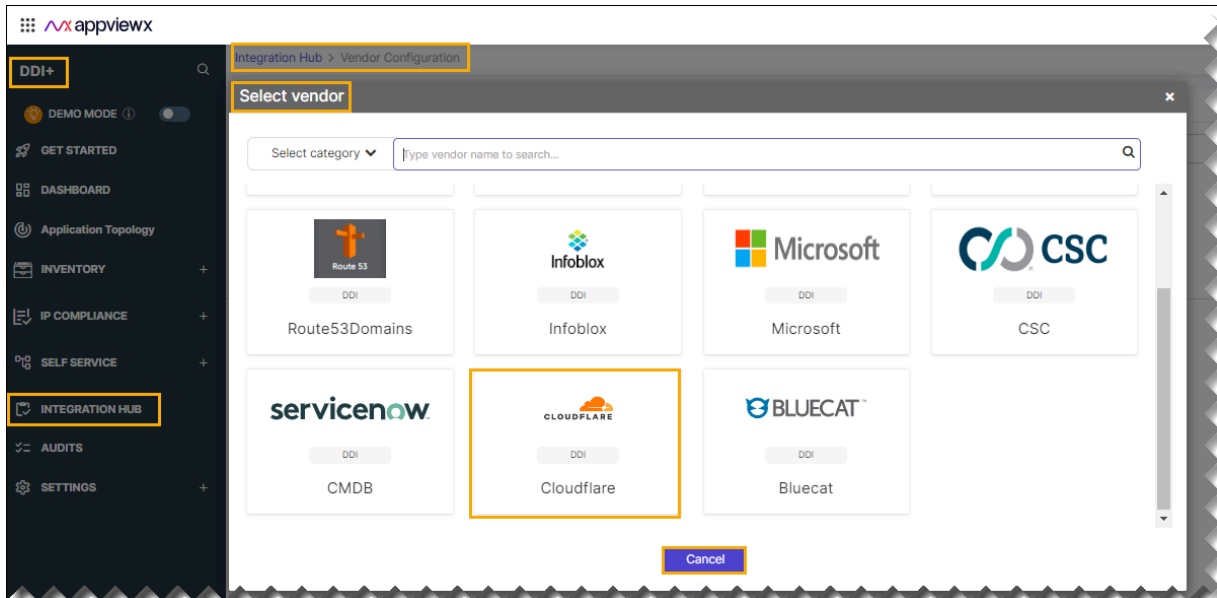 appviewx
DDI+
DEMO MODE
GET STARTED
DASHBOARD
Application Topology
INVENTORY +
IP COMPLIANCE +
SELF SERVICE +
INTEGRATION HUB
AUDITS
SETTINGS +
Integration Hub > Vendor Configuration
Select vendor ×
Select category
Type vendor name to search...
Route 53
DDI
Route53Domains
Infoblox
DDI
Infoblox
Microsoft
DDI
Microsoft
CSC
DDI
CSC
servicenow
DDI
CMDB
CLOUDFLARE
DDI
Cloudflare
BLUECAT
DDI
Bluecat
Cancel